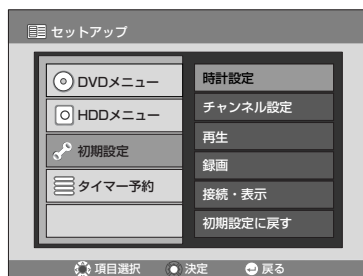 セットアップ
DVDメニュー
HDDメニュー
初期設定
タイマー予約
時計設定
チャンネル設定
再生
録画
接続・表示
初期設定に戻す
項目選択 決定 戻る